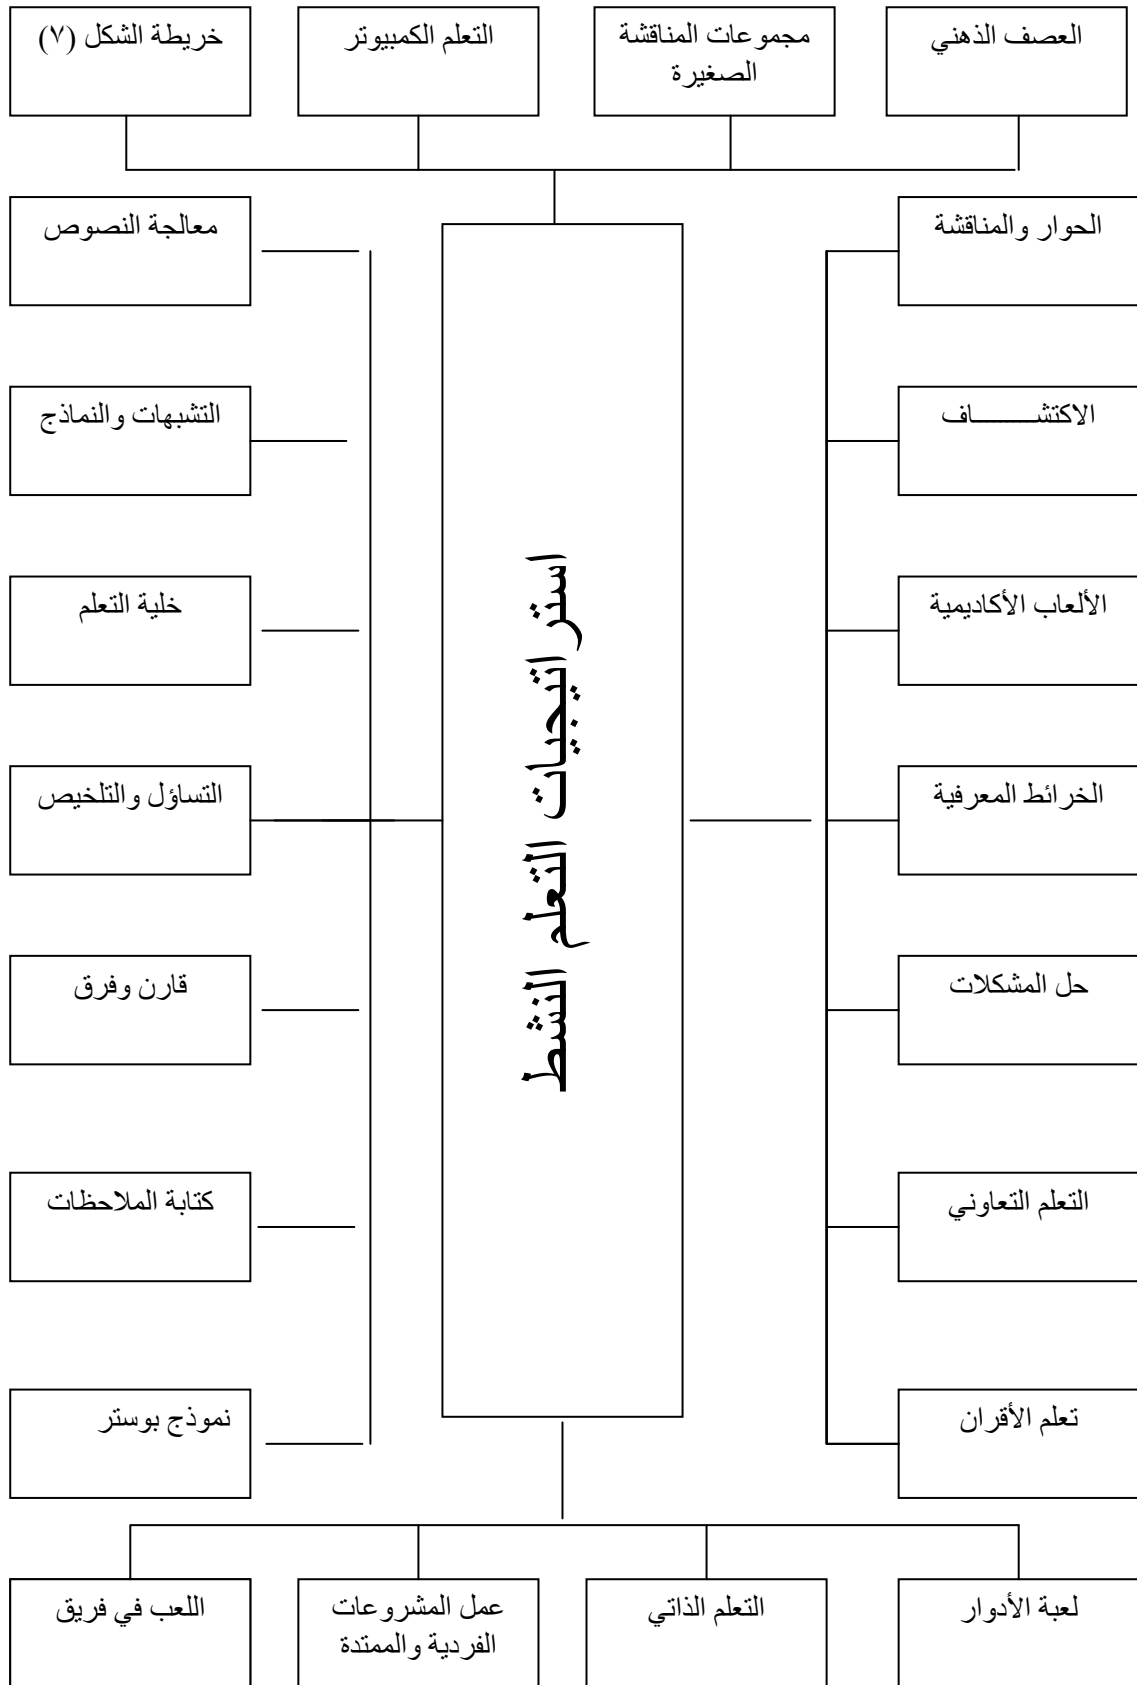 العصف الذهني
مجموعات المناقشة
الصغيرة
التعلم الكمبيوتر
خريطة الشكل (٧)
الحوار والمناقشة
معالجة النصوص
الاكتشـــــــــاف
التشبهات والنماذج
الألعاب الأكاديمية
خلية التعلم
استراتيجيات التعلم النشط
الخرائط المعرفية
التساؤل والتلخيص
حل المشكلات
قارن وفرق
التعلم التعاوني
كتابة الملاحظات
تعلم الأقران
نموذج بوستر
لعبة الأدوار
التعلم الذاتي
عمل المشروعات
الفردية والممتدة
اللعب في فريق